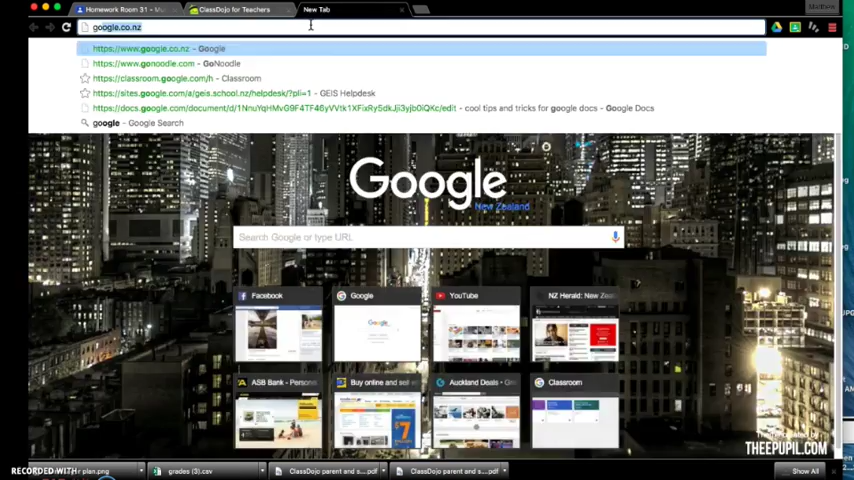 Homework Room 31 - M
ClassDojo for Teachers
New Tab
google.co.nz
https://www.google.co.nz - Google
https://www.gonoodle.com - GoNoodle
https://classroom.google.com/h - Classroom
https://sites.google.com/a/geis.school.nz/helpdesk/?pli=1 - GEIS Helpdesk
- cool tips and tricks for google docs - Google Docs
google - Google Search
Google
New Zealand
Search Google or type URL
Facebook
Google
YouTube
NZ Herald: New Zea
ASB Bank - Persona
Buy online and sell
Auckland Deals - Gr
Classroom
THEEPUPIL.COM
RECORDED WITH
r plan.png
grades (3).csv
ClassDojo parent and s....pdf
ClassDojo parent and s....pdf
Show All